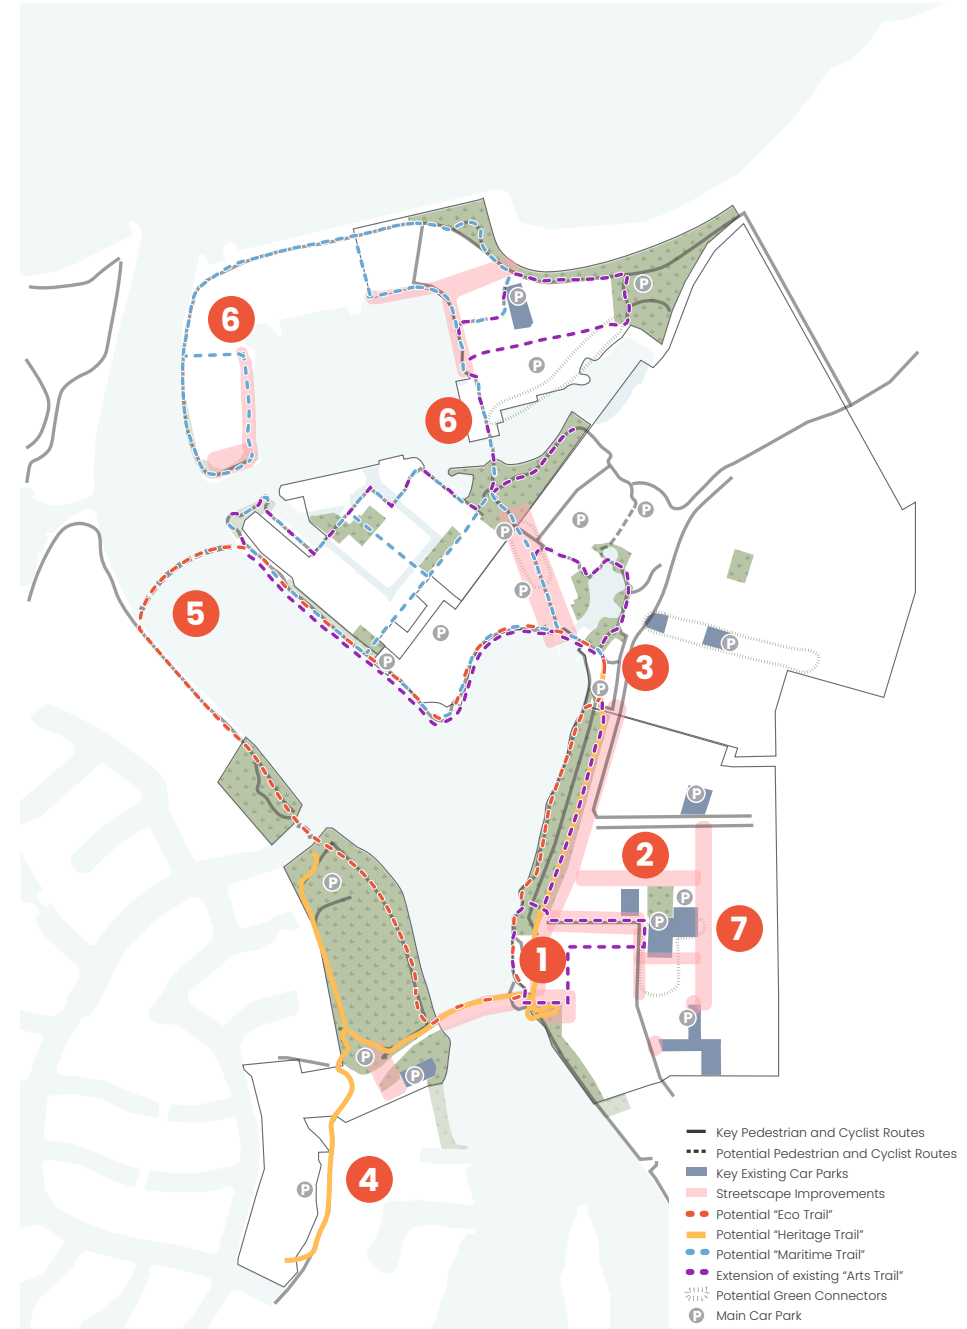 P
6
P
P
6
P
P
P
P
5
P
P
3
P
P
P
2
P
P
P
7
1
P
P
P
4
P
Key Pedestrian and Cyclist Routes
Potential Pedestrian and Cyclist Routes
Key Existing Car Parks
Streetscape Improvements
Potential “Eco Trail”
Potential “Heritage Trail”
Potential “Maritime Trail”
Extension of existing “Arts Trail”
Potential Green Connectors
P Main Car Park